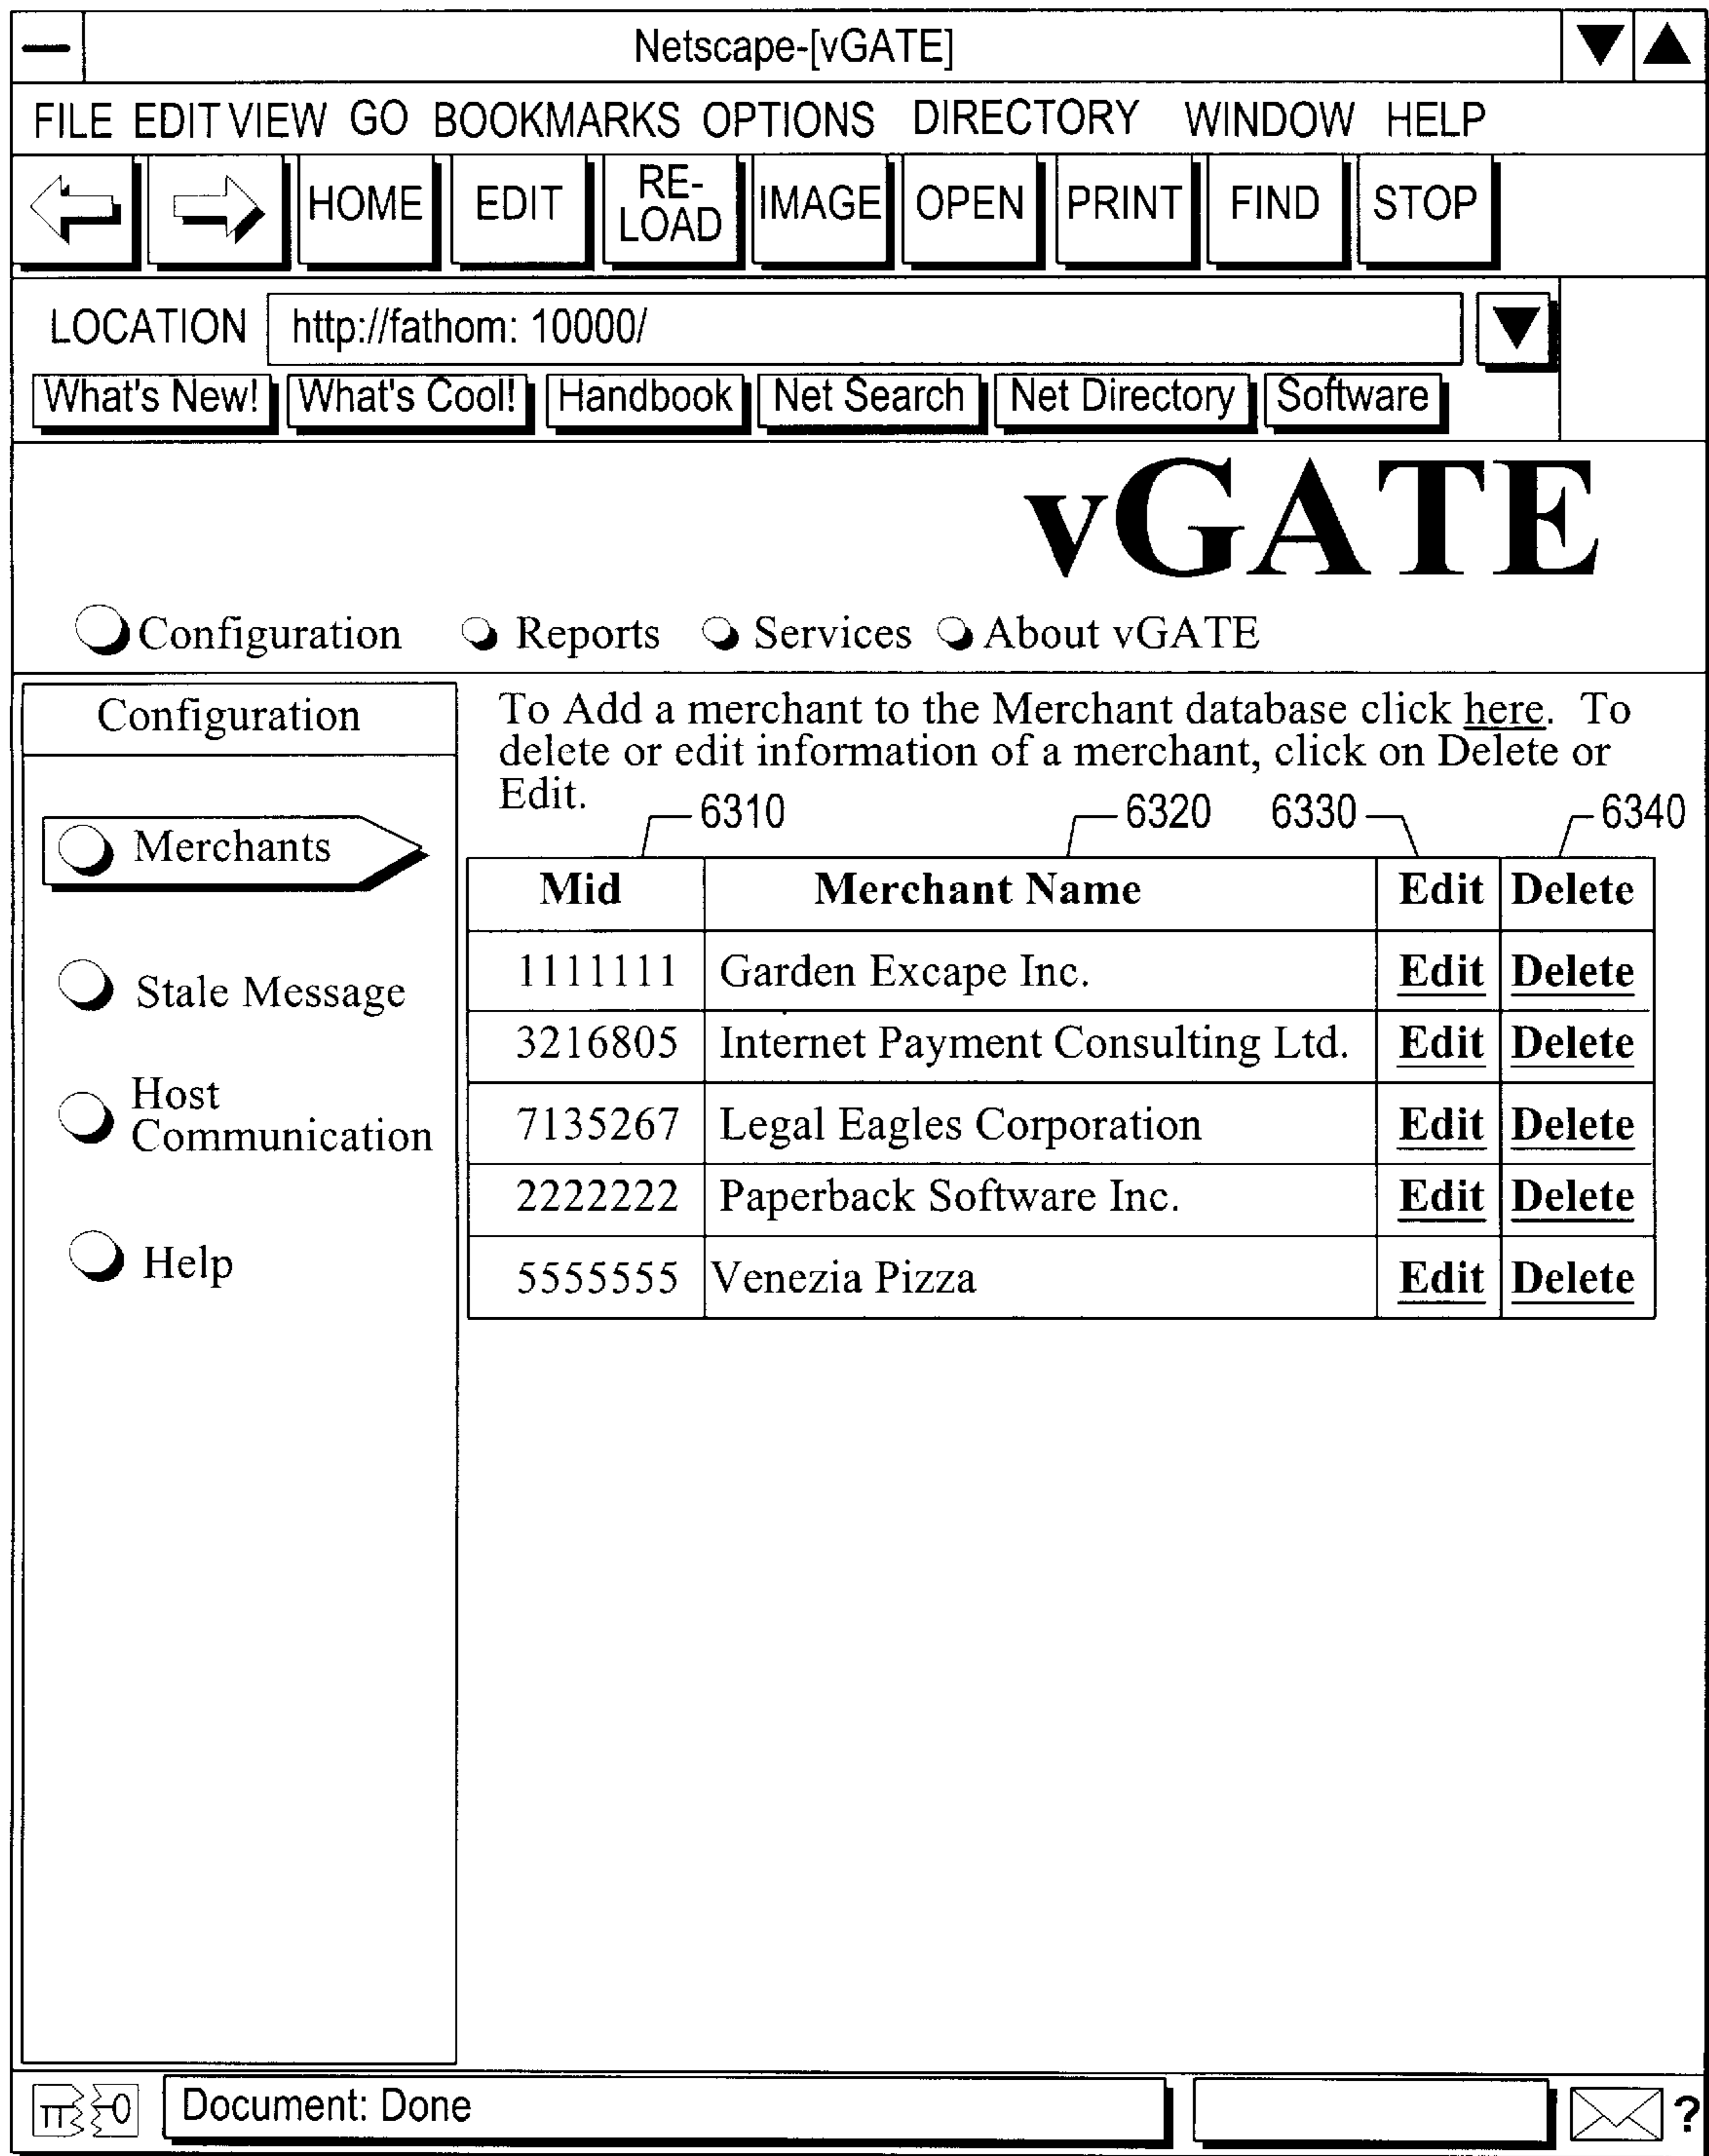 Netscape-[vGATE]
FILE EDIT VIEW GO BOOKMARKS OPTIONS DIRECTORY WINDOW HELP
HOME EDIT RE-LOAD IMAGE OPEN PRINT FIND STOP
LOCATION http://fathom: 10000/
What's New! What's Cool! Handbook Net Search Net Directory Software
vGATE
Configuration Reports Services About vGATE
Configuration
Merchants
Stale Message
Host
Communication
Help
To Add a merchant to the Merchant database click here. To
delete or edit information of a merchant, click on Delete or
Edit.
6310 6320 6330 6340
Mid Merchant Name Edit Delete
1111111 Garden Excape Inc. Edit Delete
3216805 Internet Payment Consulting Ltd. Edit Delete
7135267 Legal Eagles Corporation Edit Delete
2222222 Paperback Software Inc. Edit Delete
5555555 Venezia Pizza Edit Delete
Document: Done ?